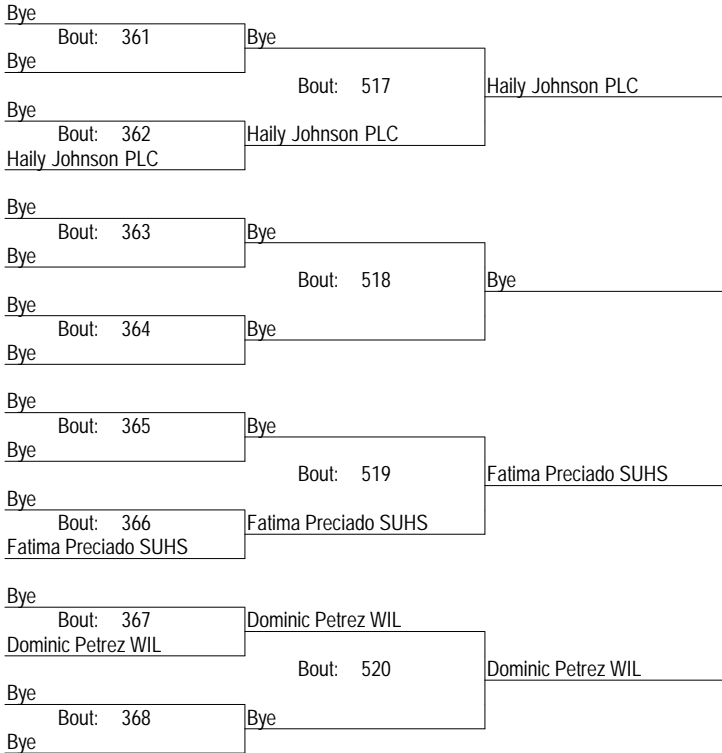 Bye
Bout: 361 Bye
Bye
Bout: 517 Haily Johnson PLC
Bye
Bout: 362 Haily Johnson PLC
Haily Johnson PLC
Bye
Bout: 363 Bye
Bye
Bout: 518 Bye
Bye
Bout: 364 Bye
Bye
Bye
Bout: 365 Bye
Bye
Bout: 519 Fatima Preciado SUHS
Bye
Bout: 366 Fatima Preciado SUHS
Fatima Preciado SUHS
Bye
Bout: 367 Dominic Petrez WIL
Dominic Petrez WIL
Bout: 520 Dominic Petrez WIL
Bye
Bout: 368 Bye
Bye